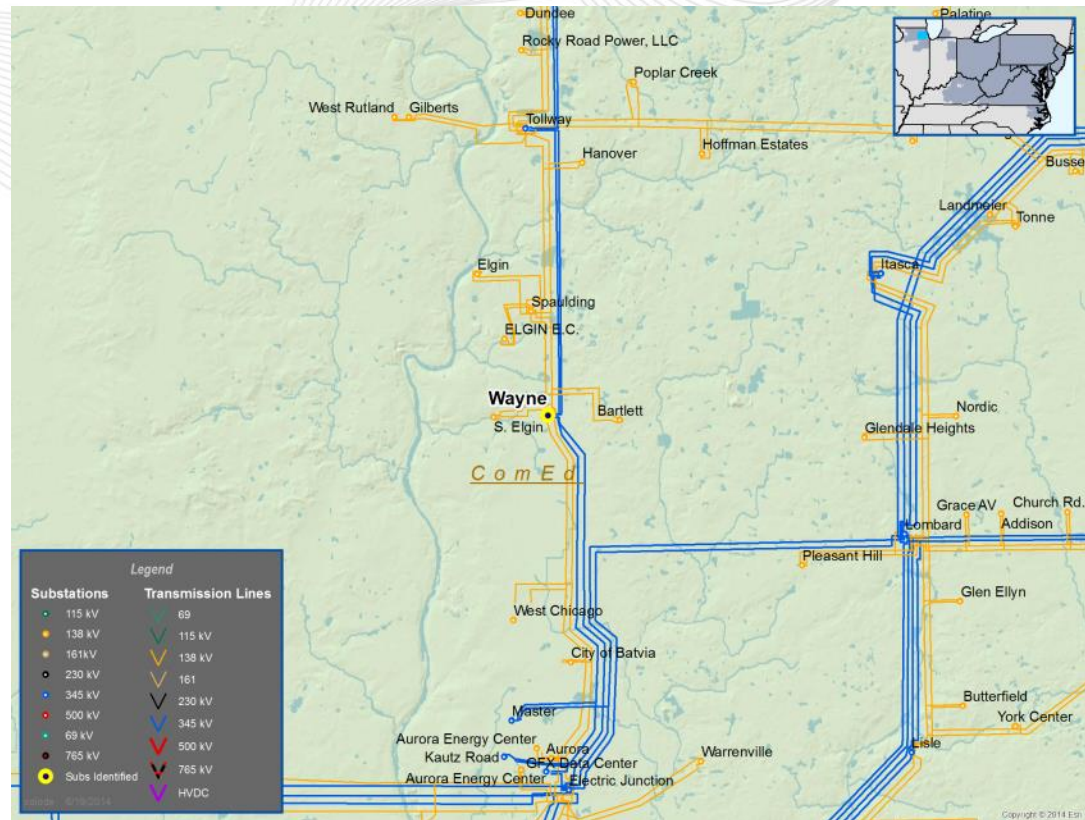 Dundee
Palatine
Rocky Road Power, LLC
Poplar Creek
West Rutland
Gilberts
Tollway
Hanover
Hoffman Estates
Busse
Landmeier
Tonne
Elgin
Itasca
Spaulding
ELGIN E.C.
Wayne
Bartlett
S. Elgin
Nordic
Glendale Heights
ComEd
Grace AV
Church Rd.
Lombard
Addison
Pleasant Hill
Glen Ellyn
West Chicago
City of Batvia
Butterfield
Master
York Center
Aurora Energy Center
Aurora
Lisle
Kautz Road
CFX Data Center
Warrenville
Aurora Energy Center
Electric Junction
Legend
Substations
115 kV
138 kV
161kV
230 kV
345 kV
500 kV
69 kV
765 kV
Subs Identified
Transmission Lines
69
115 kV
138 kV
161
230 kV
345 kV
500 kV
765 kV
HVDC
6/19/2014
Copyright © 2014 Esri